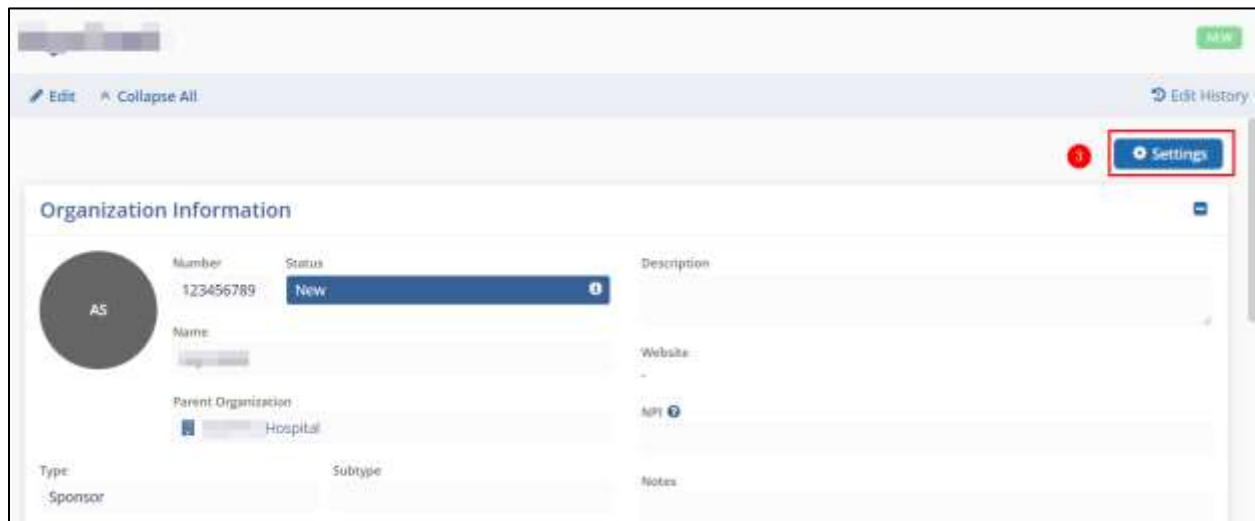 NEW
Edit Collapse All Edit History
3 Settings
Organization Information
AS
Number Status Description
123456789 New
Name
Website
-
Parent Organization
NPI
Hospital
Type Subtype Notes
Sponsor